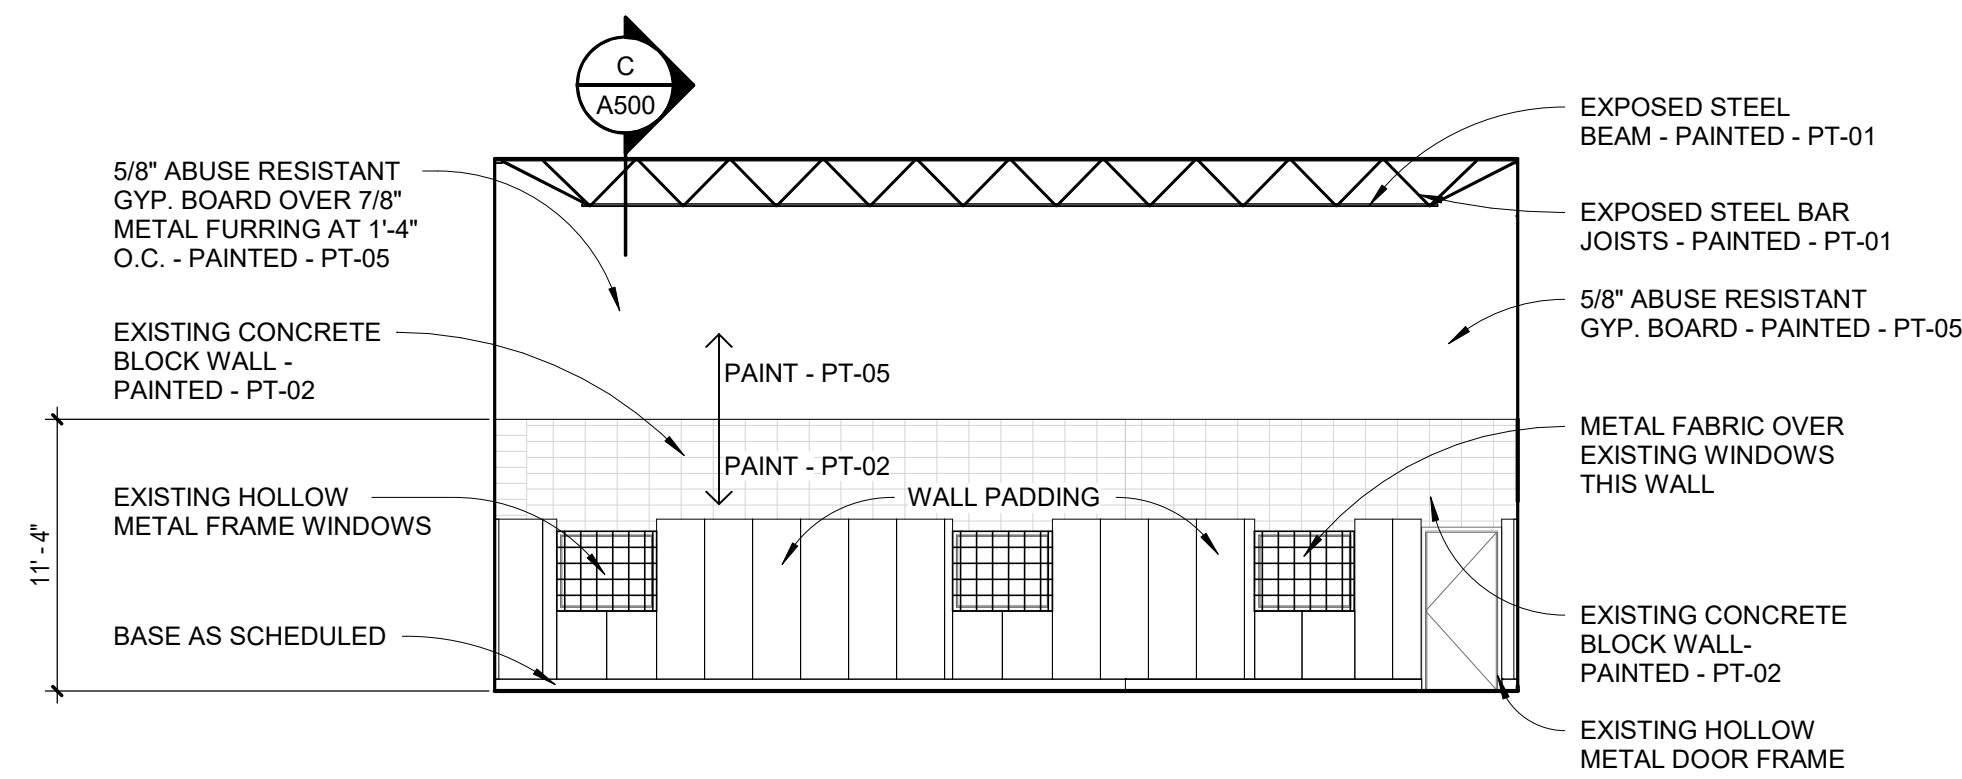 C
A500
5/8" ABUSE RESISTANT
GYP. BOARD OVER 7/8"
METAL FURRING AT 1'-4"
O.C. - PAINTED - PT-05
EXISTING CONCRETE
BLOCK WALL -
PAINTED - PT-02
11' - 4"
EXISTING HOLLOW
METAL FRAME WINDOWS
BASE AS SCHEDULED
PAINT - PT-05
PAINT - PT-02
WALL PADDING
EXPOSED STEEL
BEAM - PAINTED - PT-01
EXPOSED STEEL BAR
JOISTS - PAINTED - PT-01
5/8" ABUSE RESISTANT
GYP. BOARD - PAINTED - PT-05
METAL FABRIC OVER
EXISTING WINDOWS
THIS WALL
EXISTING CONCRETE
BLOCK WALL-
PAINTED - PT-02
EXISTING HOLLOW
METAL DOOR FRAME